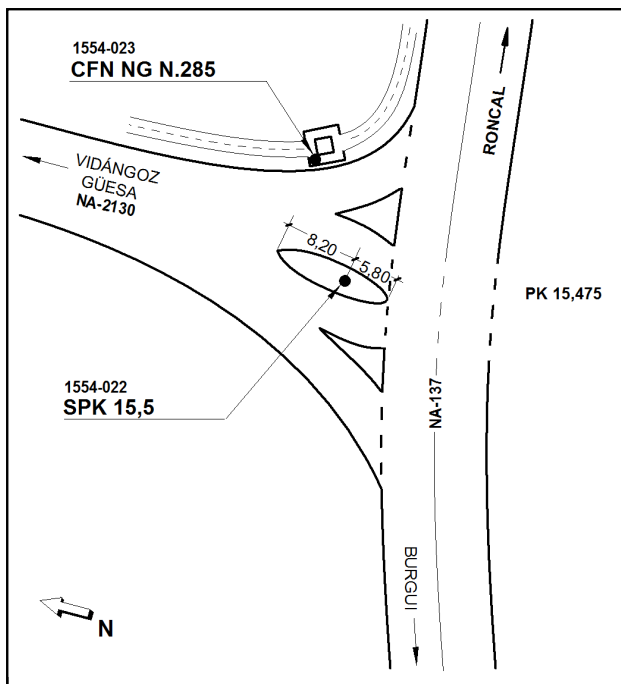 1554-023
CFN NG N.285
RONCAL
VIDÁNGOZ
GÜESA
NA-2130
8,20
5,80
PK 15,475
1554-022
SPK 15,5
NA-137
BURGUI
N